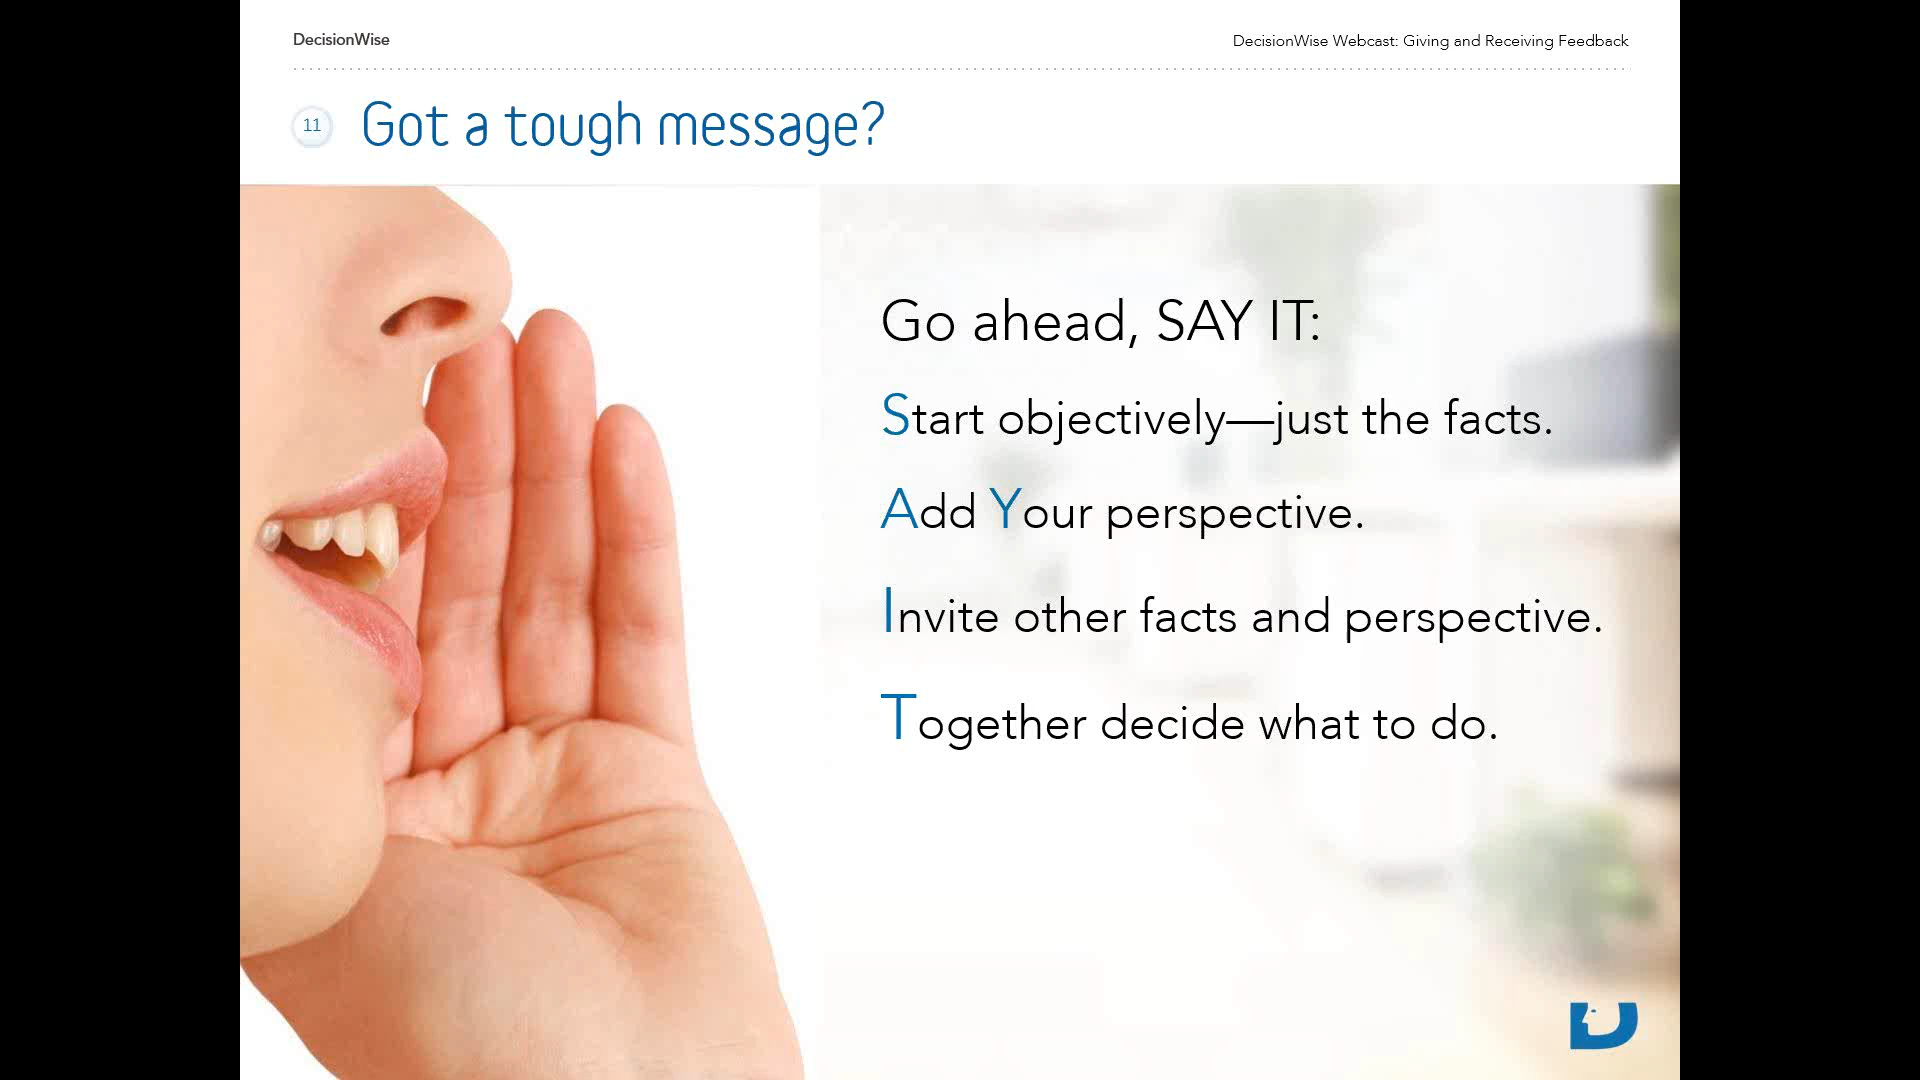 DecisionWise
DecisionWise Webcast: Giving and Receiving Feedback
11 Got a tough message?
Go ahead, SAY IT:
Start objectively—just the facts.
Add Your perspective.
Invite other facts and perspective.
Together decide what to do.